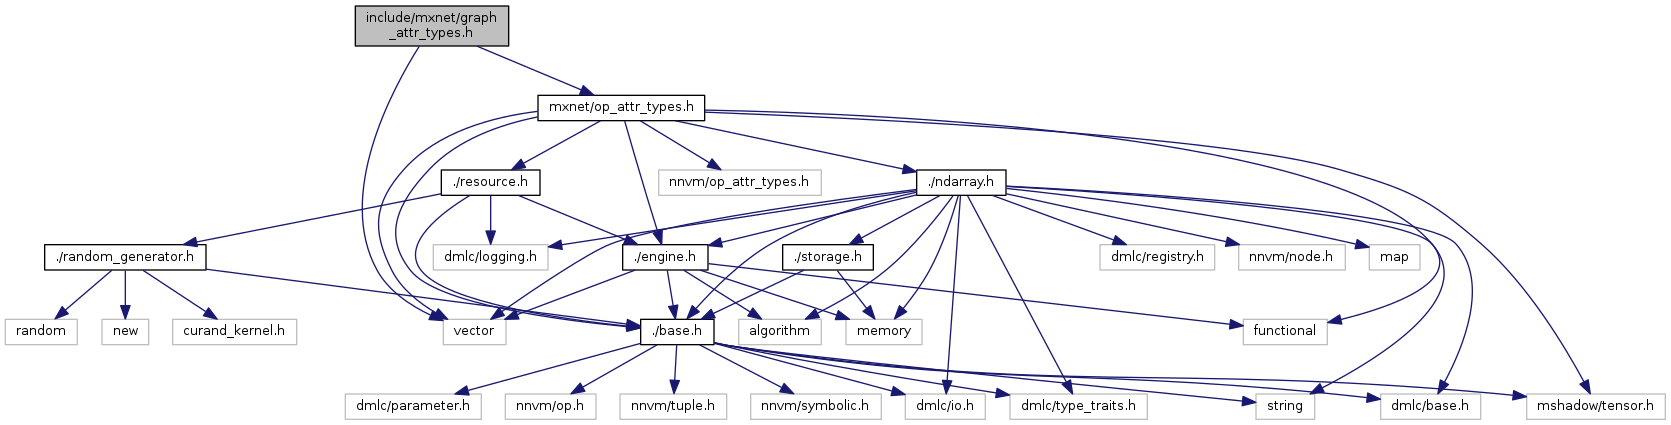 include/mxnet/graph
_attr_types.h
mxnet/op_attr_types.h
./resource.h
nnvm/op_attr_types.h
./ndarray.h
./random_generator.h
dmlc/logging.h
./engine.h
./storage.h
dmlc/registry.h
nnvm/node.h
map
random
new
curand_kernel.h
vector
./base.h
algorithm
memory
functional
dmlc/parameter.h
nnvm/op.h
nnvm/tuple.h
nnvm/symbolic.h
dmlc/io.h
dmlc/type_traits.h
string
dmlc/base.h
mshadow/tensor.h